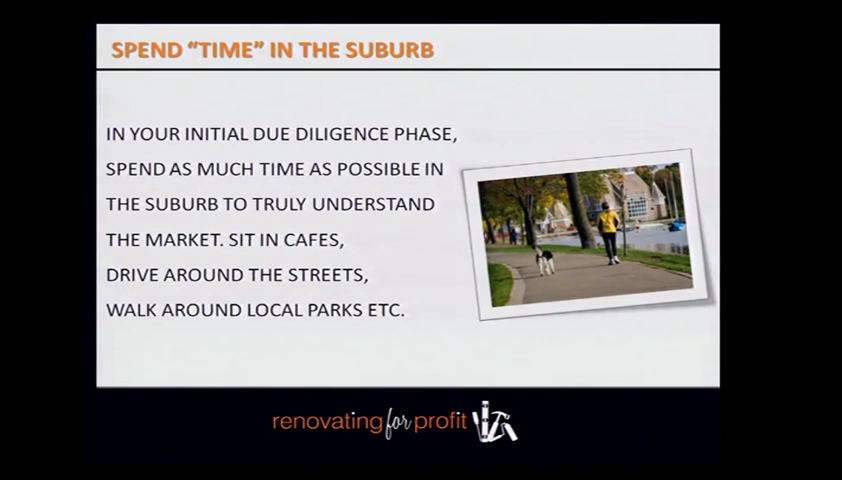 SPEND “TIME” IN THE SUBURB
IN YOUR INITIAL DUE DILIGENCE PHASE,
SPEND AS MUCH TIME AS POSSIBLE IN
THE SUBURB TO TRULY UNDERSTAND
THE MARKET. SIT IN CAFES,
DRIVE AROUND THE STREETS,
WALK AROUND LOCAL PARKS ETC.
renovating for profit